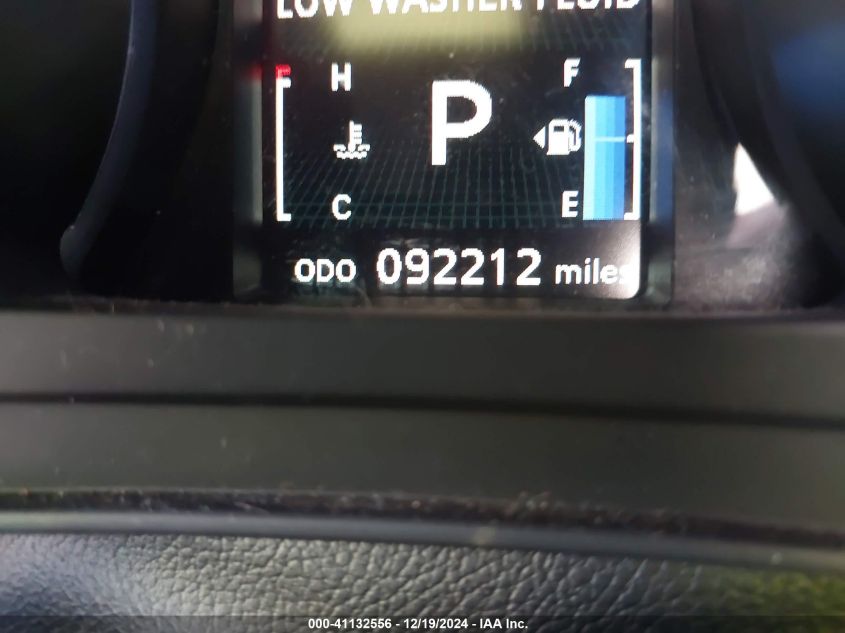 LOW WASHER FLUID
H F
P
C E
ODO 092212 miles
000-41132556 - 12/19/2024 - IAA Inc.